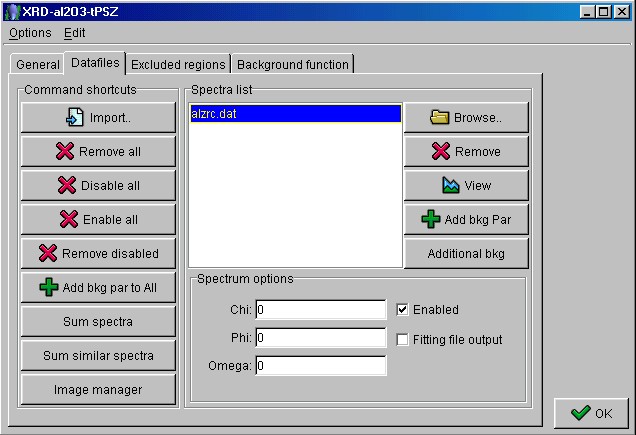 XRD-al2O3-tPSZ
Options Edit
General Datafiles Excluded regions Background function
Command shortcuts
Import..
Remove all
Disable all
Enable all
Remove disabled
Add bkg par to All
Sum spectra
Sum similar spectra
Image manager
Spectra list
alzrc.dat
Browse..
Remove
View
Add bkg Par
Additional bkg
Spectrum options
Chi: 0
Enabled
Phi: 0
Fitting file output
Omega: 0
OK